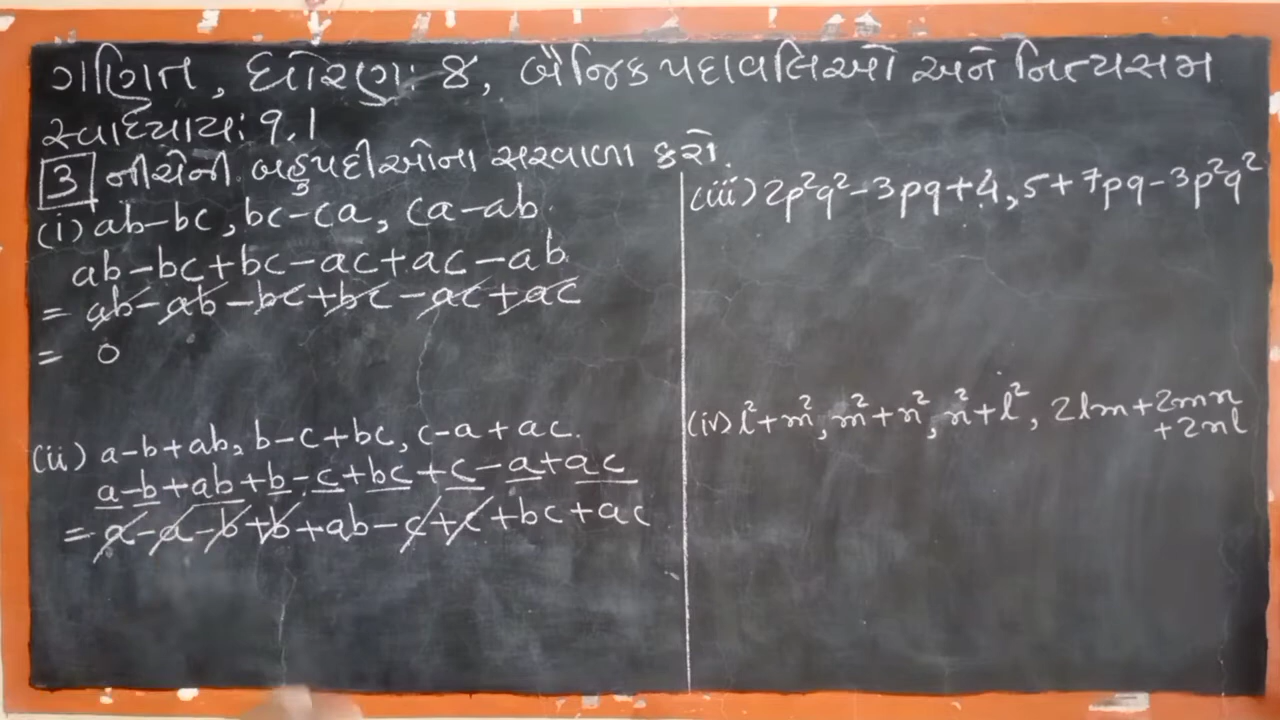 ગણિત, ધોરણ: ૪, બૈજિક પદાવલિઓ અને નિત્યસમ
સ્વાધ્યાય: 9.1
3 નીચેની બહુપદીઓના સરવાળા કરો.
(i) ab-bc, bc-ca, ca-ab.
ab-bc+bc-ac+ac-ab
= ab-ab-bc+bc-ac+ac
= 0
(ii) a-b+ab, b-c+bc, c-a+ac.
a-b+ab+b-c+bc+c-a+ac
= a-a-b+b+ab-c+c+bc+ac
(iii) 2p²q²-3pq+4, 5+7pq-3p²q²
(iv) l²+m², m²+n², n²+l², 2lm+2mn
+2nl